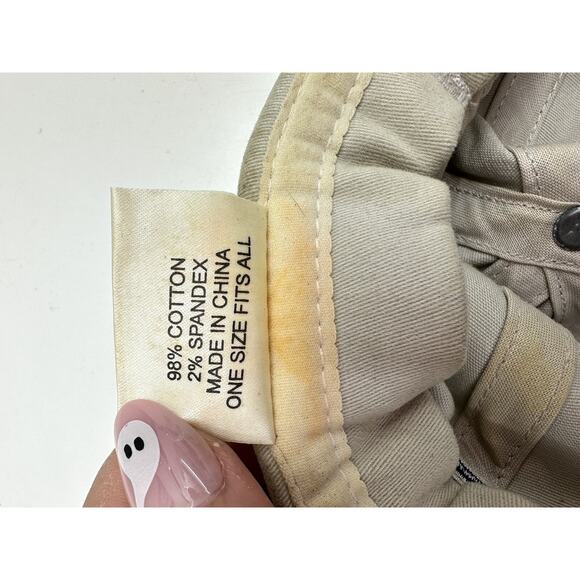 98% COTTON
2% SPANDEX
MADE IN CHINA
ONE SIZE FITS ALL